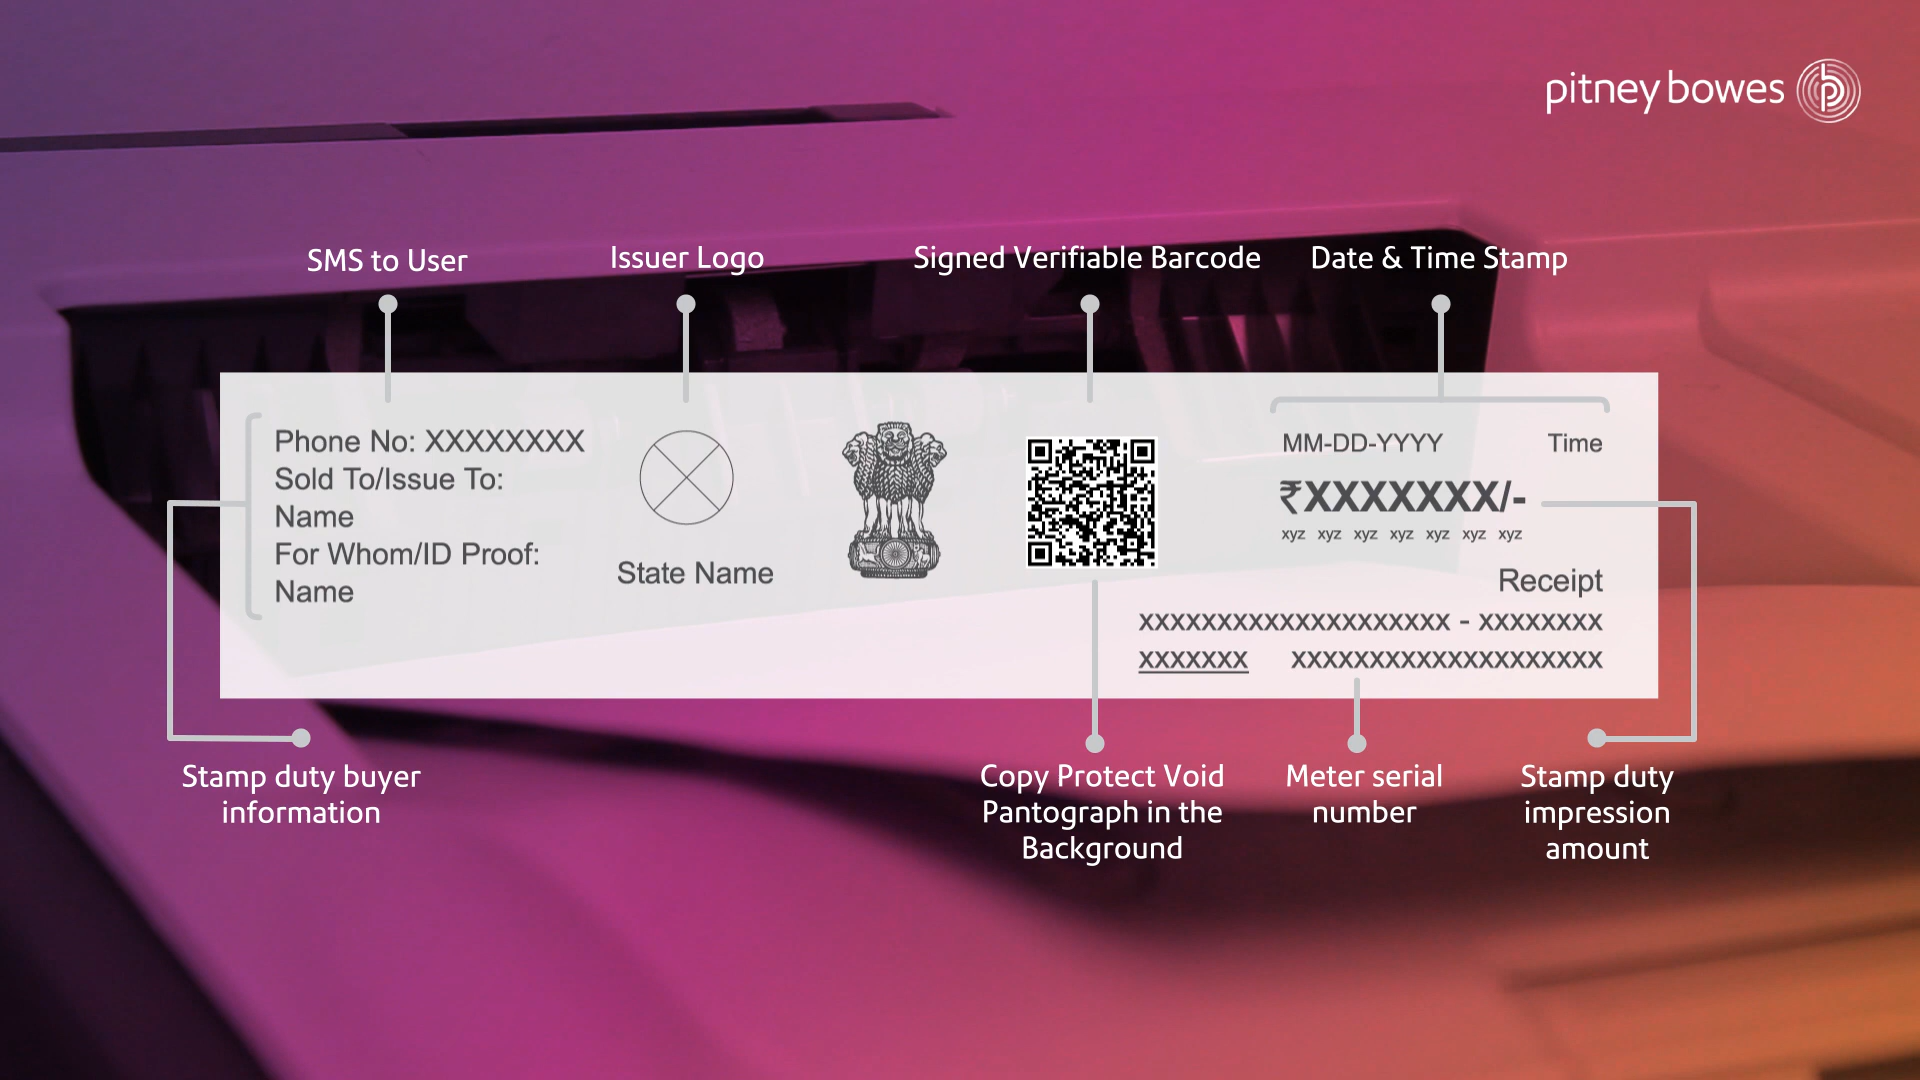 pitney bowes
SMS to User
Issuer Logo
Signed Verifiable Barcode
Date & Time Stamp
Phone No: XXXXXXXX
Sold To/Issue To:
Name
For Whom/ID Proof:
Name
State Name
MM-DD-YYYY Time
₹XXXXXXX/-
xyz xyz xyz xyz xyz xyz xyz
Receipt
XXXXXXXXXXXXXXXXXXXX - XXXXXXXX
XXXXXXX XXXXXXXXXXXXXXXXXXXX
Stamp duty buyer
information
Copy Protect Void
Pantograph in the
Background
Meter serial
number
Stamp duty
impression
amount